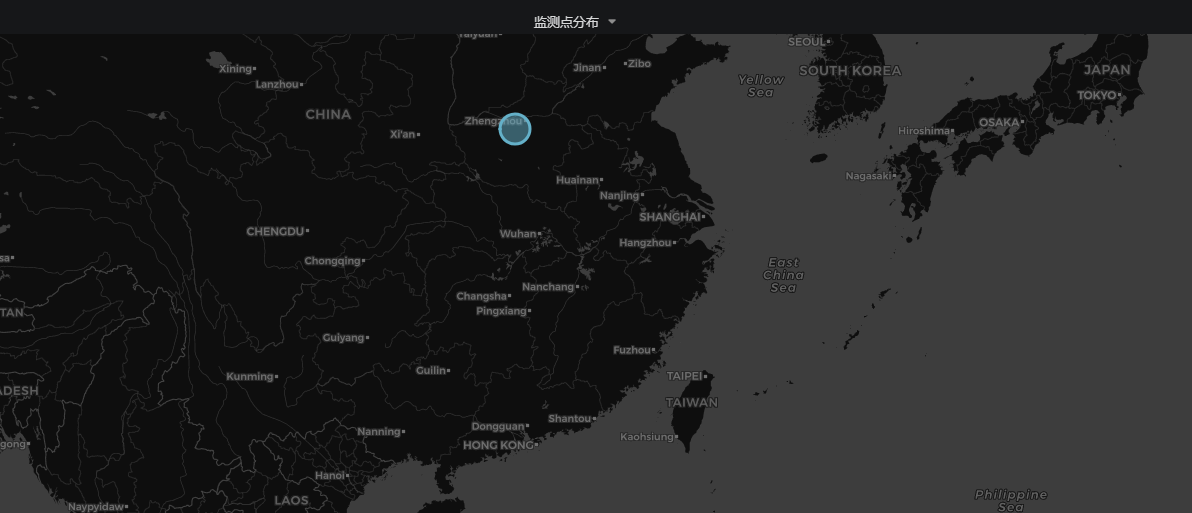 监测点分布
Taiyuan
SEOUL
Xining
Jinan
Zibo
SOUTH KOREA
JAPAN
Lanzhou
Yellow
Sea
TOKYO
CHINA
Zhengzhou
OSAKA
Xi'an
Hiroshima
Huainan
Nagasaki
Nanjing
SHANGHAI
CHENGDU
Wuhan
Hangzhou
sa
Chongqing
East
China
Sea
Nanchang
Changsha
Pingxiang
TAN
Guiyang
Fuzhou
Guilin
Kunming
TAIPEI
ADESH
TAIWAN
Shantou
Dongguan
Nanning
Kaohsiung
gong
HONG KONG
Hanoi
Philippine
Sea
LAOS
Naypyidaw